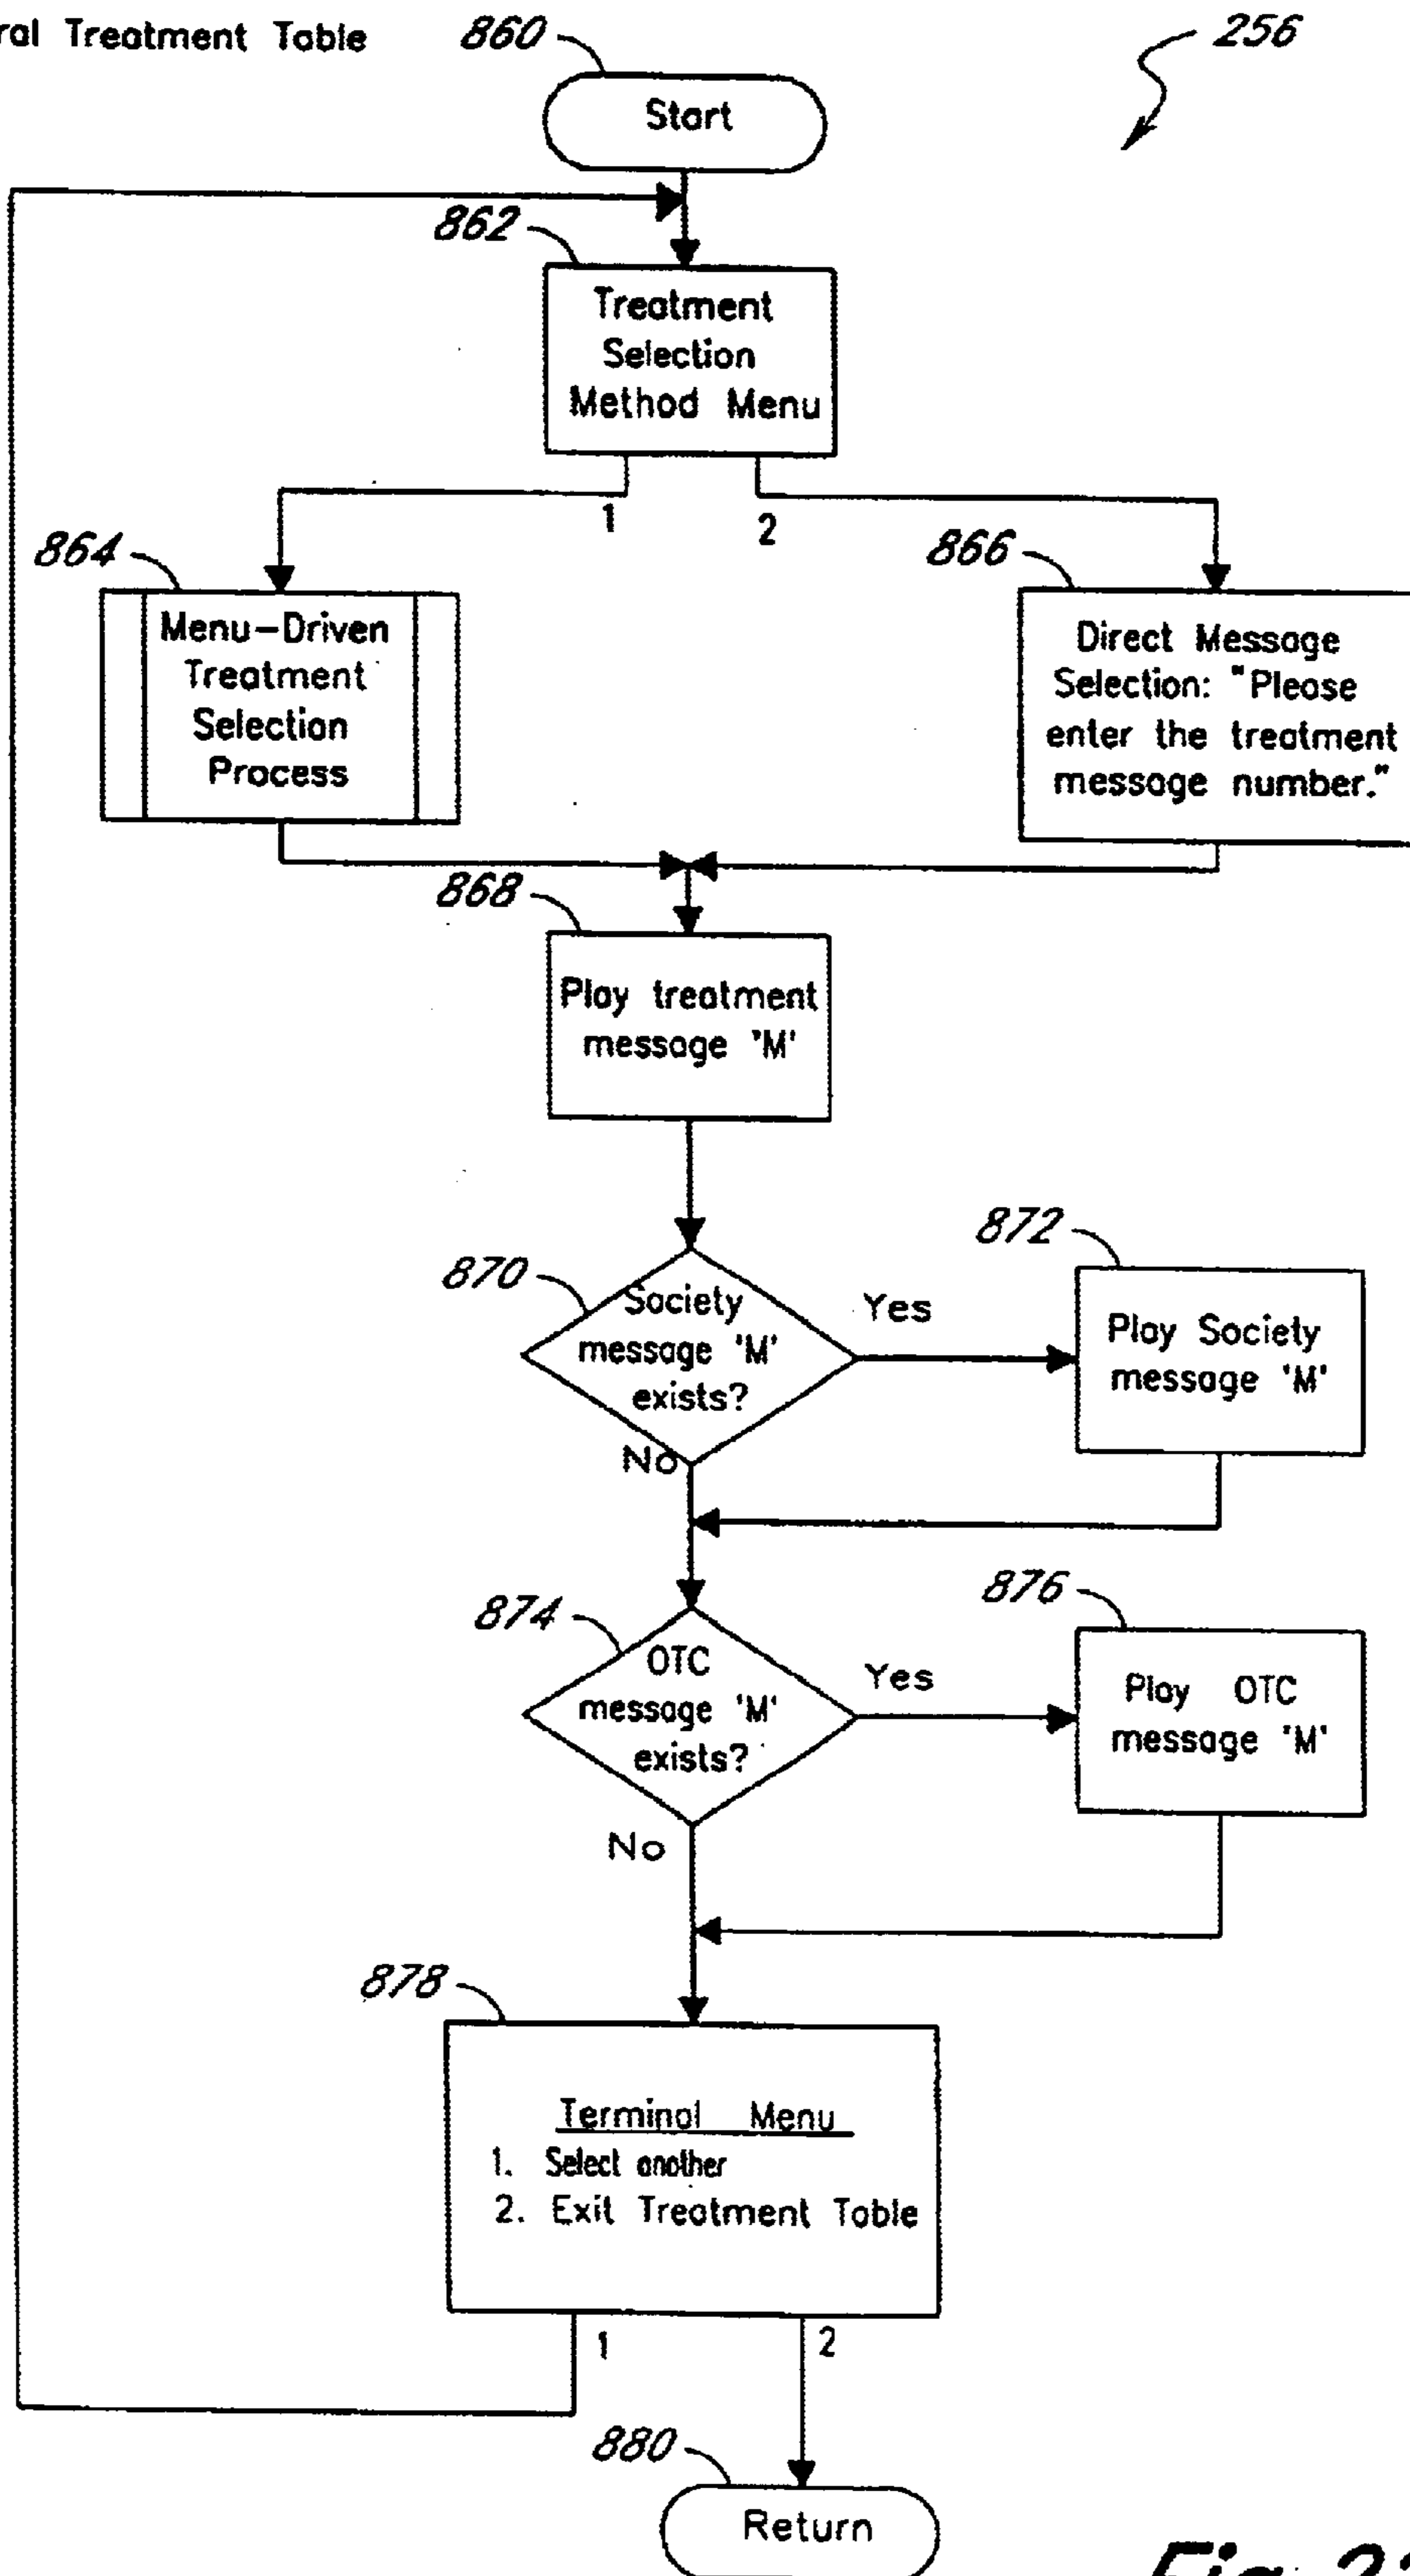 Treatment Table
860
256
Start
862
Treatment
Selection
Method Menu
1
2
864
866
Menu-Driven
Treatment
Selection
Process
Direct Message
Selection: "Please
enter the treatment
message number."
868
Play treatment
message 'M'
870
872
Society
message 'M'
exists?
Yes
Play Society
message 'M'
No
874
876
OTC
message 'M'
exists?
Yes
Play OTC
message 'M'
No
878
Terminal Menu
1. Select another
2. Exit Treatment Table
1
2
880
Return